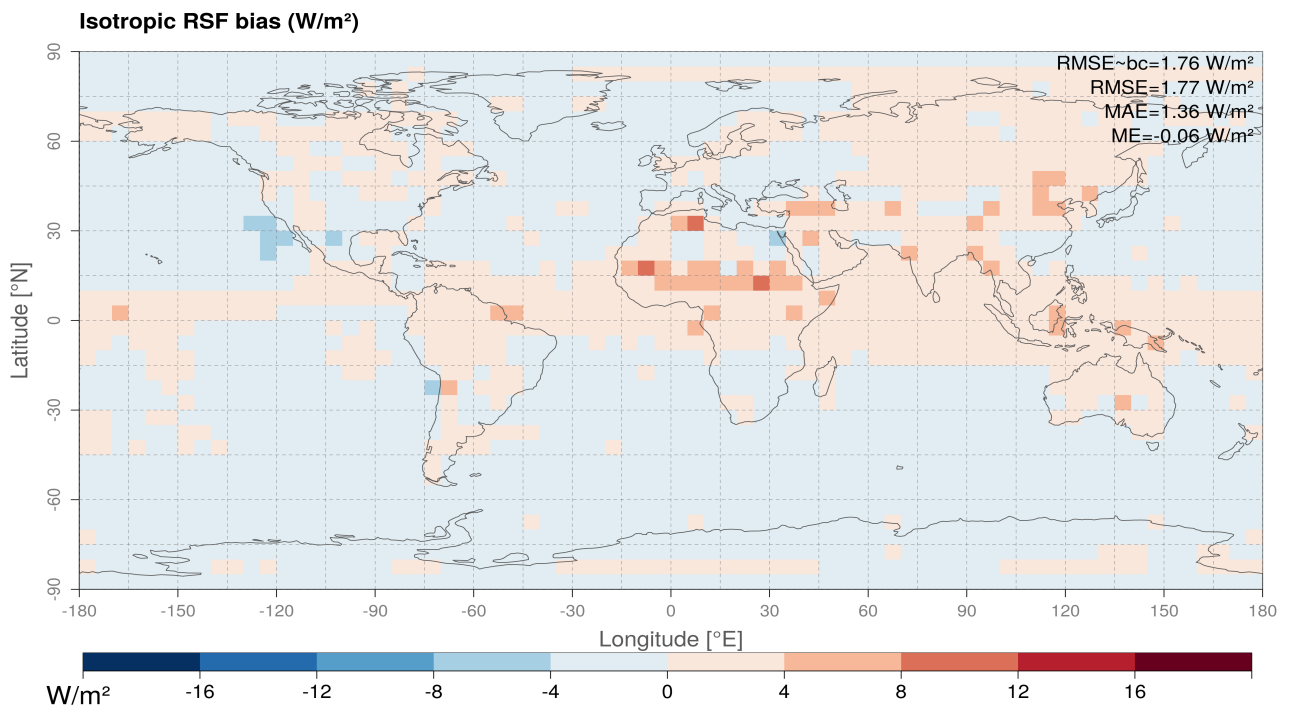 Isotropic RSF bias (W/m²)
RMSE~bc=1.76 W/m²
RMSE=1.77 W/m²
MAE=1.36 W/m²
ME=-0.06 W/m²
90
60
30
0
-30
-60
-90
Latitude [°N]
-180 -150 -120 -90 -60 -30 0 30 60 90 120 150 180
Longitude [°E]
W/m² -16 -12 -8 -4 0 4 8 12 16